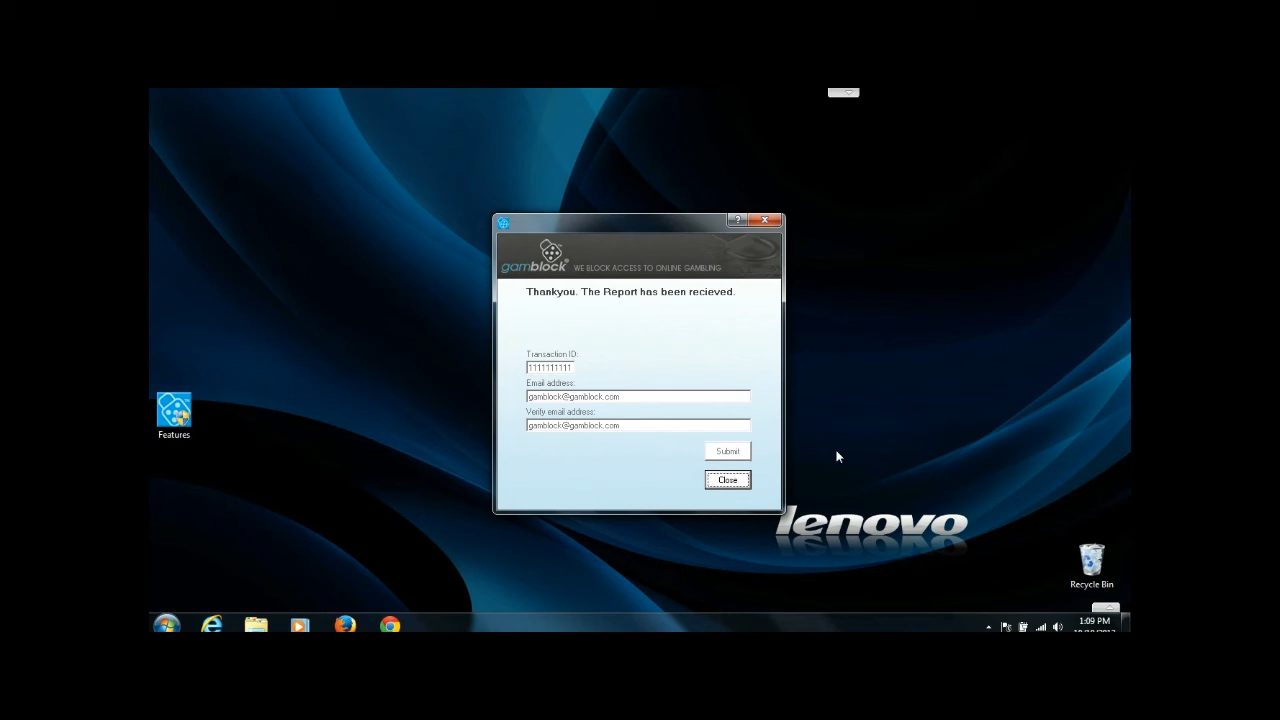 ?
gamblock® WE BLOCK ACCESS TO ONLINE GAMBLING
Thankyou. The Report has been recieved.
Transaction ID:
1111111111
Email address:
gamblock@gamblock.com
Verify email address:
gamblock@gamblock.com
Submit
Close
Features
lenovo
Recycle Bin
1:09 PM